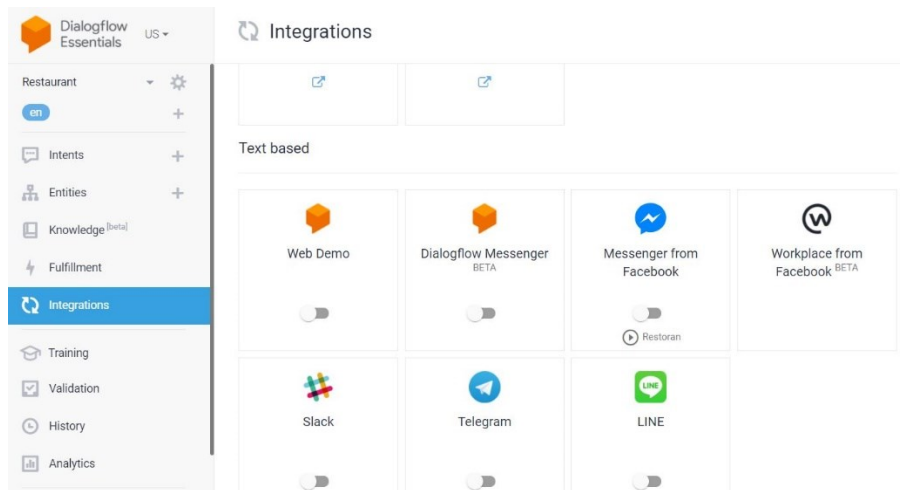 Dialogflow
Essentials
US
Integrations
Restaurant
en
Intents
Entities
Knowledge [beta]
Fulfillment
Integrations
Training
Validation
History
Analytics
Text based
Web Demo
Dialogflow Messenger
BETA
Messenger from
Facebook
Restoran
Workplace from
Facebook BETA
Slack
Telegram
LINE
LINE